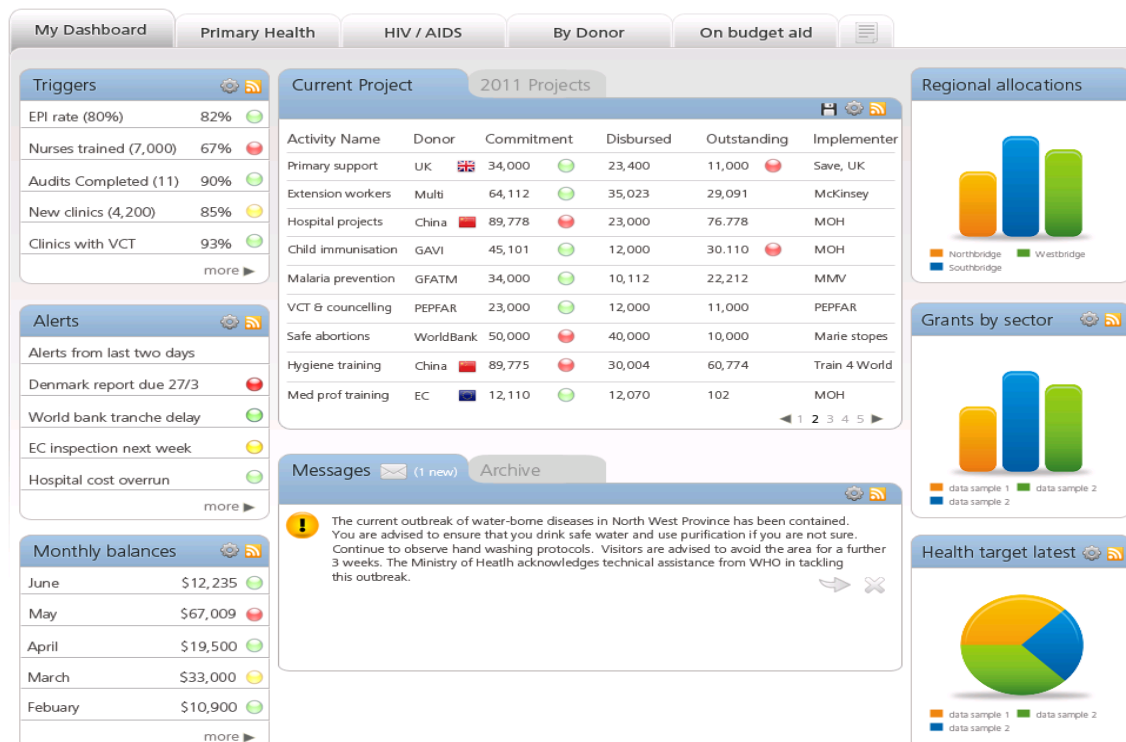 My Dashboard Primary Health HIV / AIDS By Donor On budget aid
Triggers
EPI rate (80%) 82%
Nurses trained (7,000) 67%
Audits Completed (11) 90%
New clinics (4,200) 85%
Clinics with VCT 93%
more
Alerts
Alerts from last two days
Denmark report due 27/3
World bank tranche delay
EC inspection next week
Hospital cost overrun
more
Monthly balances
June $12,235
May $67,009
April $19,500
March $33,000
Febuary $10,900
more
Current Project 2011 Projects
Activity Name Donor Commitment Disbursed Outstanding Implementer
Primary support UK 34,000 23,400 11,000 Save, UK
Extension workers Multi 64,112 35,023 29,091 McKinsey
Hospital projects China 89,778 23,000 76.778 MOH
Child immunisation GAVI 45,101 12,000 30.110 MOH
Malaria prevention GFATM 34,000 10,112 22,212 MMV
VCT & councelling PEPFAR 23,000 12,000 11,000 PEPFAR
Safe abortions WorldBank 50,000 40,000 10,000 Marie stopes
Hygiene training China 89,775 30,004 60,774 Train 4 World
Med prof training EC 12,110 12,070 102 MOH
1 2 3 4 5
Messages (1 new) Archive
The current outbreak of water-borne diseases in North West Province has been contained.
You are advised to ensure that you drink safe water and use purification if you are not sure.
Continue to observe hand washing protocols. Visitors are advised to avoid the area for a further
3 weeks. The Ministry of Heatlh acknowledges technical assistance from WHO in tackling
this outbreak.
Regional allocations
Northbridge Westbridge
Southbridge
Grants by sector
data sample 1 data sample 2
data sample 2
Health target latest
data sample 1 data sample 2
data sample 2